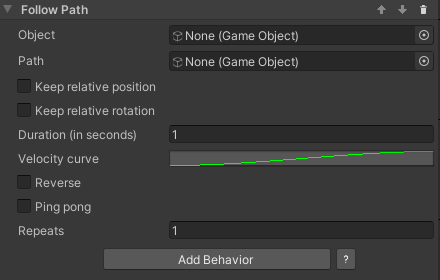 Follow Path
Object None (Game Object)
Path None (Game Object)
Keep relative position
Keep relative rotation
Duration (in seconds) 1
Velocity curve
Reverse
Ping pong
Repeats 1
Add Behavior ?